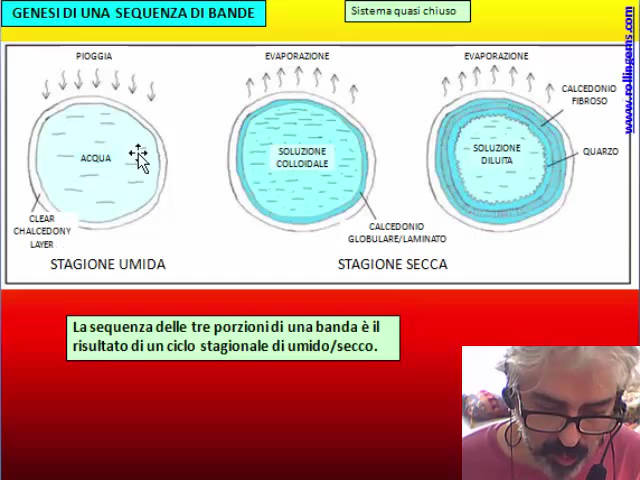 GENESI DI UNA SEQUENZA DI BANDE
Sistema quasi chiuso
www.rollingems.com
PIOGGIA
EVAPORAZIONE
EVAPORAZIONE
CALCEDONIO
FIBROSO
ACQUA
SOLUZIONE
COLLOIDALE
SOLUZIONE
DILUITA
QUARZO
CLEAR
CHALCEDONY
LAYER
CALCEDONIO
GLOBULARE/LAMINATO
STAGIONE UMIDA
STAGIONE SECCA
La sequenza delle tre porzioni di una banda è il
risultato di un ciclo stagionale di umido/secco.